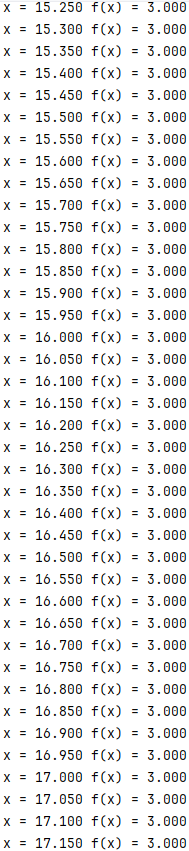 x = 15.250 f(x) = 3.000
x = 15.300 f(x) = 3.000
x = 15.350 f(x) = 3.000
x = 15.400 f(x) = 3.000
x = 15.450 f(x) = 3.000
x = 15.500 f(x) = 3.000
x = 15.550 f(x) = 3.000
x = 15.600 f(x) = 3.000
x = 15.650 f(x) = 3.000
x = 15.700 f(x) = 3.000
x = 15.750 f(x) = 3.000
x = 15.800 f(x) = 3.000
x = 15.850 f(x) = 3.000
x = 15.900 f(x) = 3.000
x = 15.950 f(x) = 3.000
x = 16.000 f(x) = 3.000
x = 16.050 f(x) = 3.000
x = 16.100 f(x) = 3.000
x = 16.150 f(x) = 3.000
x = 16.200 f(x) = 3.000
x = 16.250 f(x) = 3.000
x = 16.300 f(x) = 3.000
x = 16.350 f(x) = 3.000
x = 16.400 f(x) = 3.000
x = 16.450 f(x) = 3.000
x = 16.500 f(x) = 3.000
x = 16.550 f(x) = 3.000
x = 16.600 f(x) = 3.000
x = 16.650 f(x) = 3.000
x = 16.700 f(x) = 3.000
x = 16.750 f(x) = 3.000
x = 16.800 f(x) = 3.000
x = 16.850 f(x) = 3.000
x = 16.900 f(x) = 3.000
x = 16.950 f(x) = 3.000
x = 17.000 f(x) = 3.000
x = 17.050 f(x) = 3.000
x = 17.100 f(x) = 3.000
x = 17.150 f(x) = 3.000